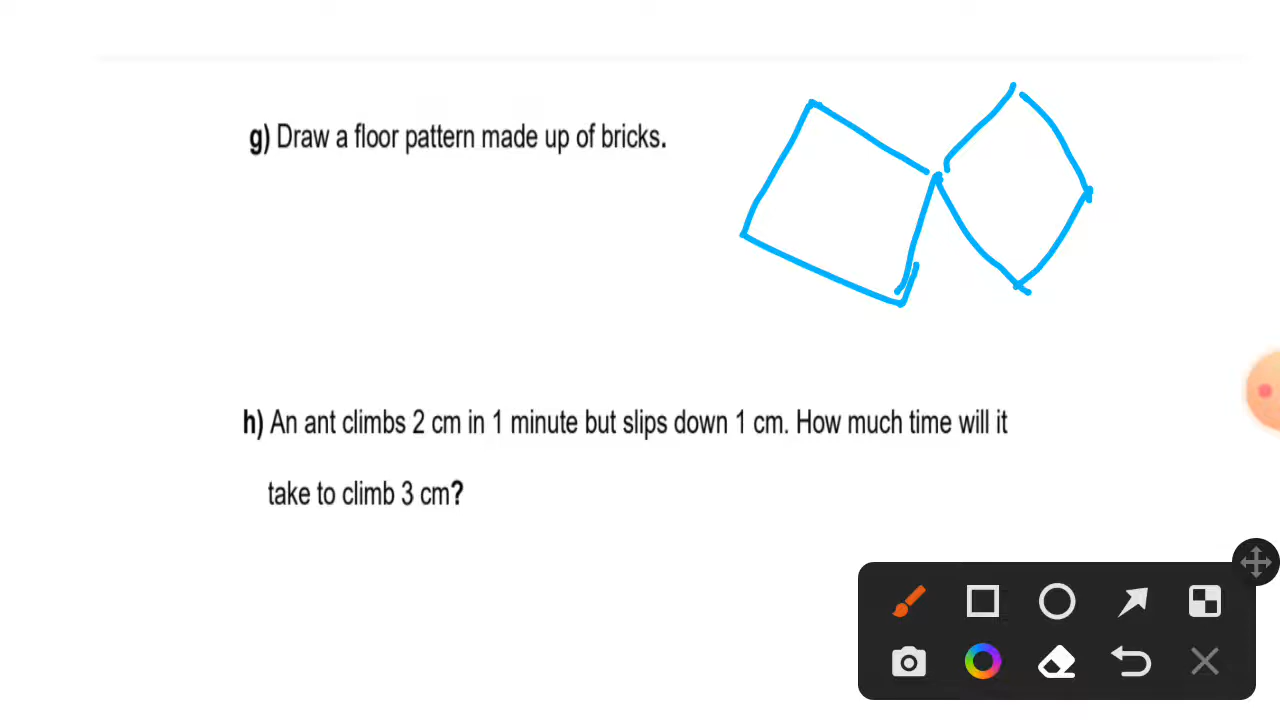 g) Draw a floor pattern made up of bricks.
h) An ant climbs 2 cm in 1 minute but slips down 1 cm. How much time will it
take to climb 3 cm?